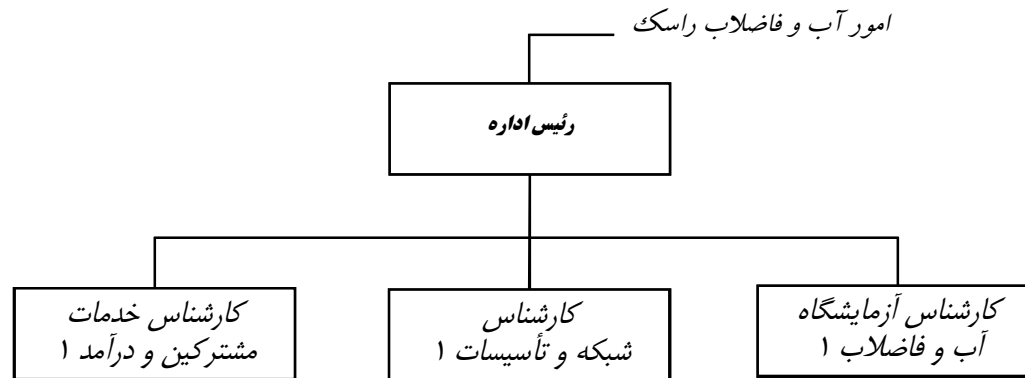 امور آب و فاضلاب راسک
رئیس اداره
کارشناس آزمایشگاه
آب و فاضلاب ۱
کارشناس
شبکه و تأسیسات ۱
کارشناس خدمات
مشترکین و درآمد ۱